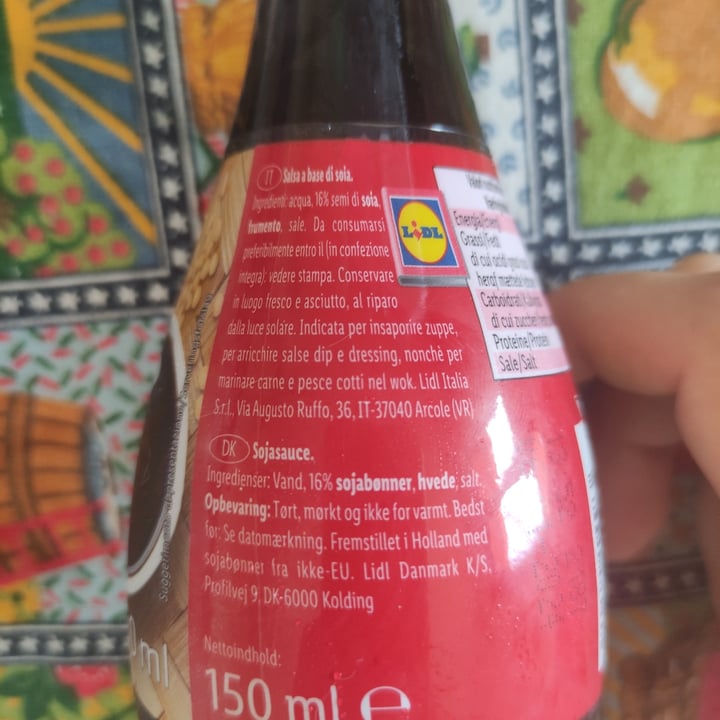 IT Salsa a base di soia.
Ingredienti: acqua, 16% semi di soia,
frumento, sale. Da consumarsi
preferibilmente entro il (in confezione
integra): vedere stampa. Conservare
in luogo fresco e asciutto, al riparo
dalla luce solare. Indicata per insaporire zuppe,
per arricchire salse dip e dressing, nonchè per
marinare carne e pesce cotti nel wok. Lidl Italia
S.r.l., Via Augusto Ruffo, 36, IT-37040 Arcole (VR)
DK Sojasauce.
Ingredienser: Vand, 16% sojabønner, hvede, salt.
Opbevaring: Tørt, mørkt og ikke for varmt. Bedst
før: Se datomærkning. Fremstillet i Holland med
sojabønner fra ikke-EU. Lidl Danmark K/S,
Profilvej 9, DK-6000 Kolding
Nettoindhold:
150 ml e
LIDL
Energia/Energi
Grassi/Fedt
di cui acidi
heraf mættede
Carboidrati
di cui zuccheri
Proteine/Protein
Sale/Salt
ml